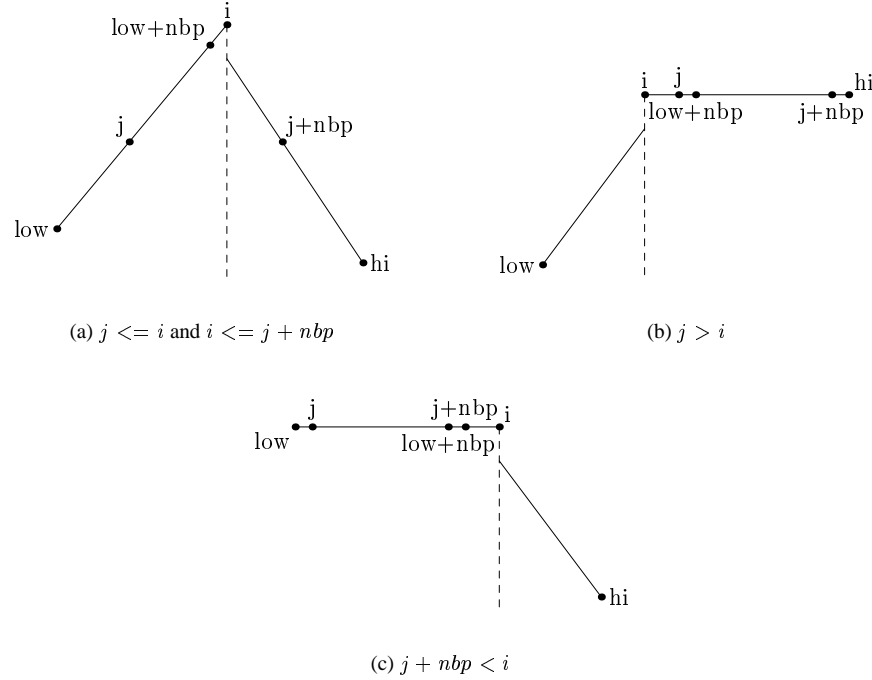 i
low+nbp
j
j+nbp
low
hi
(a) j <= i and i <= j + nbp
i
j
hi
low+nbp
j+nbp
low
(b) j > i
j
j+nbp
i
low
low+nbp
hi
(c) j + nbp < i